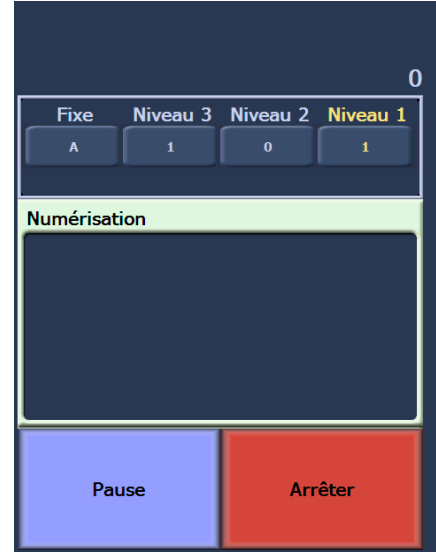 0
Fixe Niveau 3 Niveau 2 Niveau 1
A 1 0 1
Numérisation
Pause Arrêter